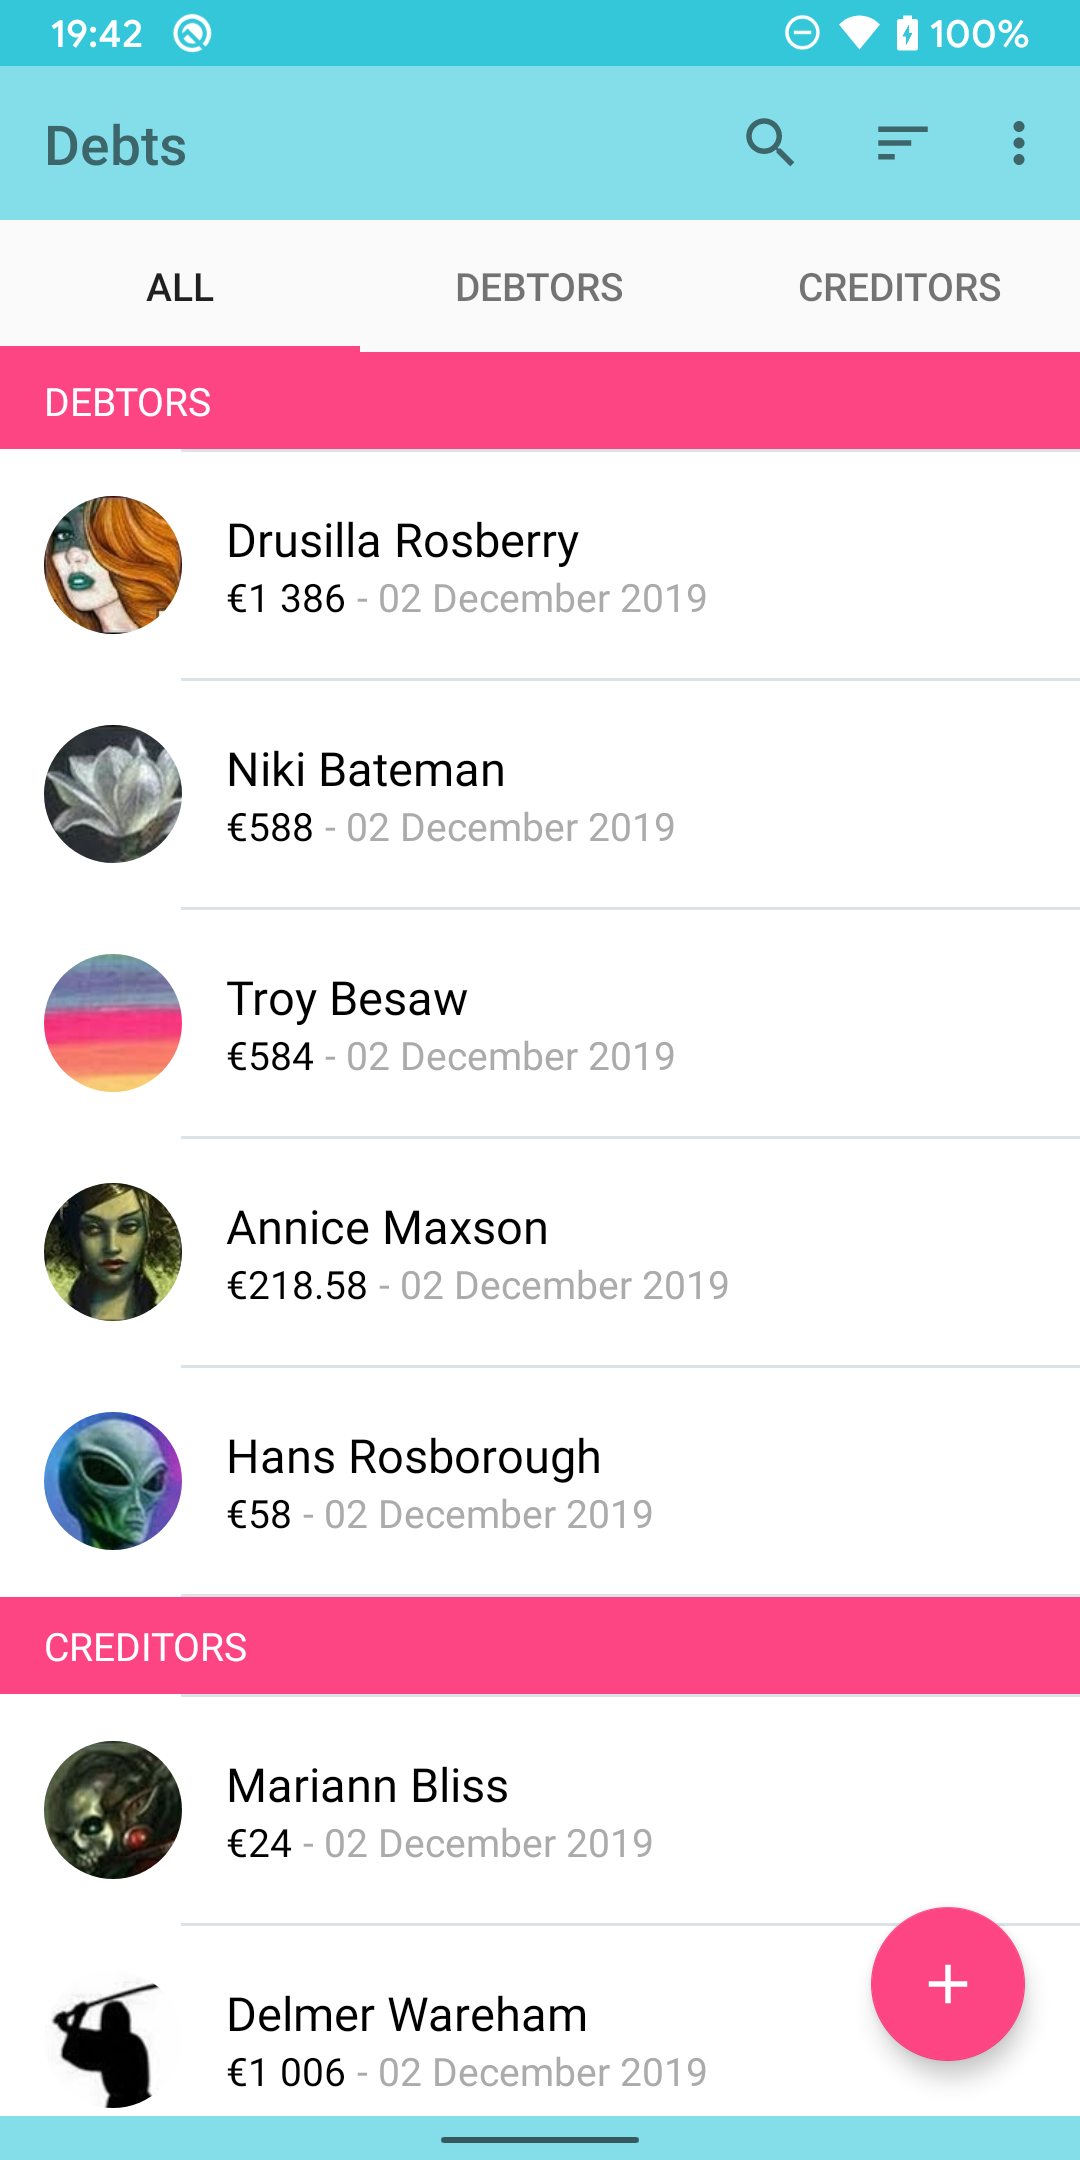 19:42 100%
Debts
ALL DEBTORS CREDITORS
DEBTORS
Drusilla Rosberry
€1 386 - 02 December 2019
Niki Bateman
€588 - 02 December 2019
Troy Besaw
€584 - 02 December 2019
Annice Maxson
€218.58 - 02 December 2019
Hans Rosborough
€58 - 02 December 2019
CREDITORS
Mariann Bliss
€24 - 02 December 2019
Delmer Wareham
€1 006 - 02 December 2019